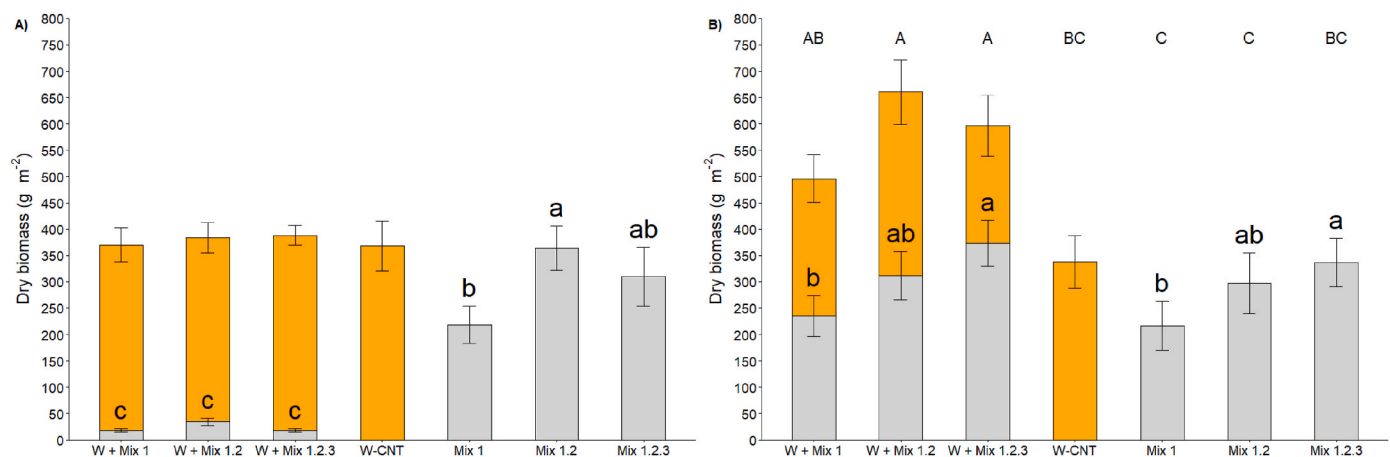 A)
Dry biomass (g m⁻²)
800
750
700
650
600
550
500
450
400
350
300
250
200
150
100
50
0
c
c
c
b
a
ab
W + Mix 1
W + Mix 1.2
W + Mix 1.2.3
W-CNT
Mix 1
Mix 1.2
Mix 1.2.3
B)
Dry biomass (g m⁻²)
800
750
700
650
600
550
500
450
400
350
300
250
200
150
100
50
0
AB
A
A
BC
C
C
BC
b
ab
a
b
ab
a
W + Mix 1
W + Mix 1.2
W + Mix 1.2.3
W-CNT
Mix 1
Mix 1.2
Mix 1.2.3